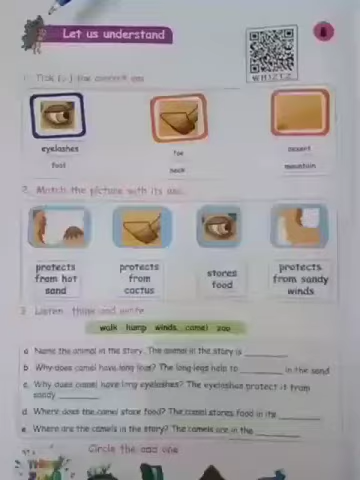 Let us understand
8
WH12TZ
1. Tick (✓) the correct one
eyelashes toe desert
foot neck mountain
2. Match the picture with its use.
protects from hot sand
protects from cactus
stores food
protects from sandy winds
3. Listen, think and write
walk hump winds camel zoo
a. Name the animal in the story. The animal in the story is ________
b. Why does camel have long legs? The long legs help to ________ in the sand
c. Why does camel have long eyelashes? The eyelashes protect it from
sandy ________
d. Where does the camel store food? The camel stores food in its ________
e. Where are the camels in the story? The camels are in the ________
Circle the odd one